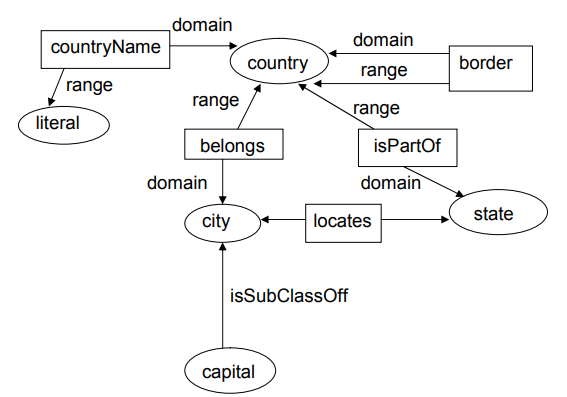 domain
countryName
country
domain
border
range
range
literal
range
range
belongs
isPartOf
domain
domain
city
locates
state
isSubClassOff
capital